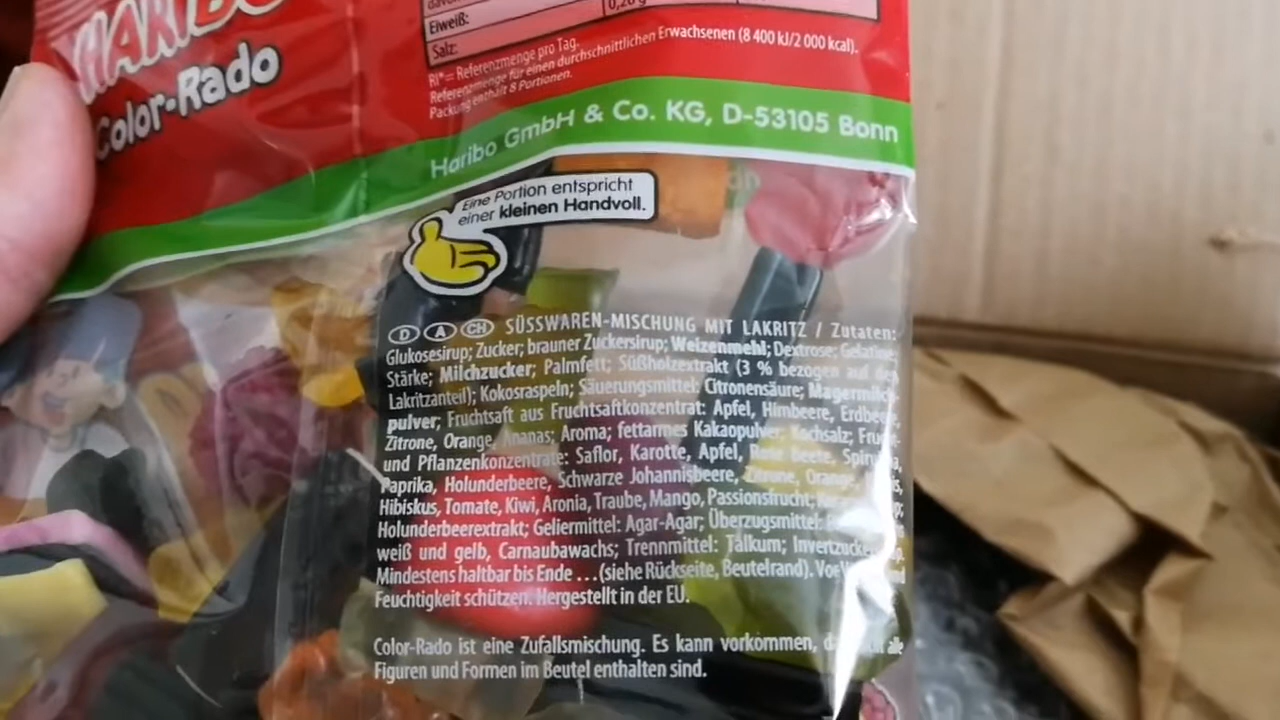 HARIBO
Color-Rado
Eiweiß:
Salz:
0,20 g
RI*= Referenzmenge pro Tag.
Referenzmenge für einen durchschnittlichen Erwachsenen (8 400 kJ/2 000 kcal).
Packung enthält 8 Portionen.
Haribo GmbH & Co. KG, D-53105 Bonn
Eine Portion entspricht
einer kleinen Handvoll.
D A CH SÜSSWAREN-MISCHUNG MIT LAKRITZ / Zutaten:
Glukosesirup; Zucker; brauner Zuckersirup; Weizenmehl; Dextrose; Gelatine;
Stärke; Milchzucker; Palmfett; Süßholzextrakt (3 % bezogen auf den
Lakritzanteil); Kokosraspeln; Säuerungsmittel: Citronensäure; Magermilch-
pulver; Fruchtsaft aus Fruchtsaftkonzentrat: Apfel, Himbeere, Erdbeere,
Zitrone, Orange, Ananas; Aroma; fettarmes Kakaopulver; Kochsalz; Frucht-
und Pflanzenkonzentrate: Saflor, Karotte, Apfel, Rote Beete, Spirulina,
Paprika, Holunderbeere, Schwarze Johannisbeere, Zitrone, Orange,
Hibiskus, Tomate, Kiwi, Aronia, Traube, Mango, Passionsfrucht;
Holunderbeerextrakt; Geliermittel: Agar-Agar; Überzugsmittel:
weiß und gelb, Carnaubawachs; Trennmittel: Talkum; Invertzuckersirup.
Mindestens haltbar bis Ende ... (siehe Rückseite, Beutelrand). Vor und
Feuchtigkeit schützen. Hergestellt in der EU.
Color-Rado ist eine Zufallsmischung. Es kann vorkommen, dass nicht alle
Figuren und Formen im Beutel enthalten sind.